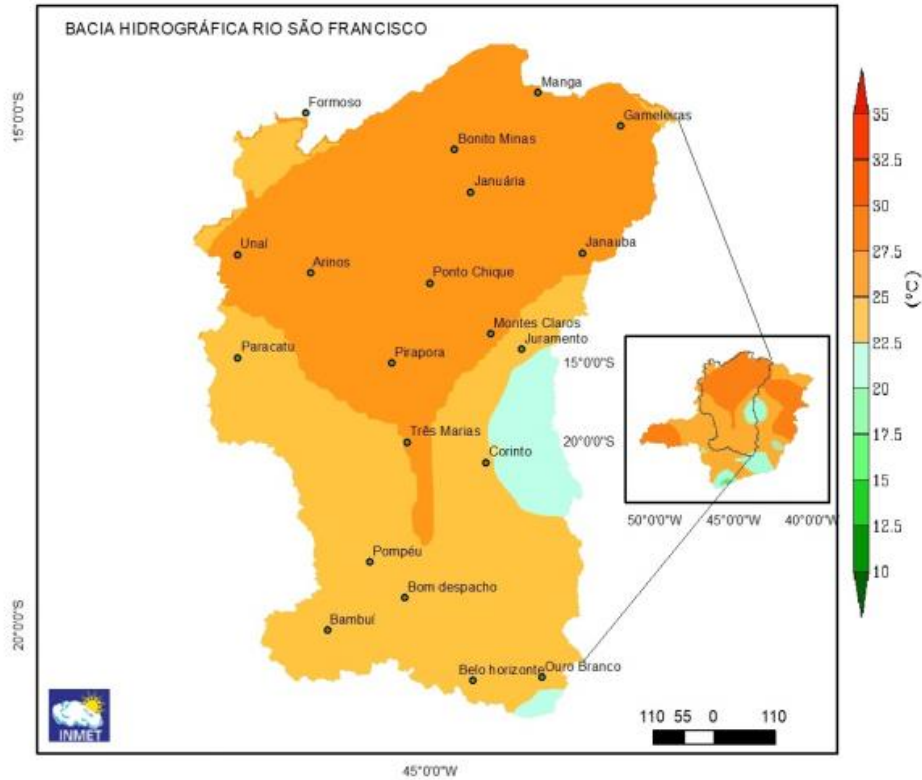 BACIA HIDROGRÁFICA RIO SÃO FRANCISCO
15°0'0"S
Manga
Formoso
Gameleiras
Bonito Minas
Januária
Unaí
Janauba
Arinos
Ponto Chique
Montes Claros
Juramento
Paracatu
Pirapora
Três Marias
Corinto
Pompéu
Bom despacho
Bambuí
Belo horizonte
Ouro Branco
20°0'0"S
45°0'0"W
15°0'0"S
20°0'0"S
50°0'0"W 45°0'0"W 40°0'0"W
110 55 0 110
INMET
35
32.5
30
27.5
25
22.5
20
17.5
15
12.5
10
(°C)